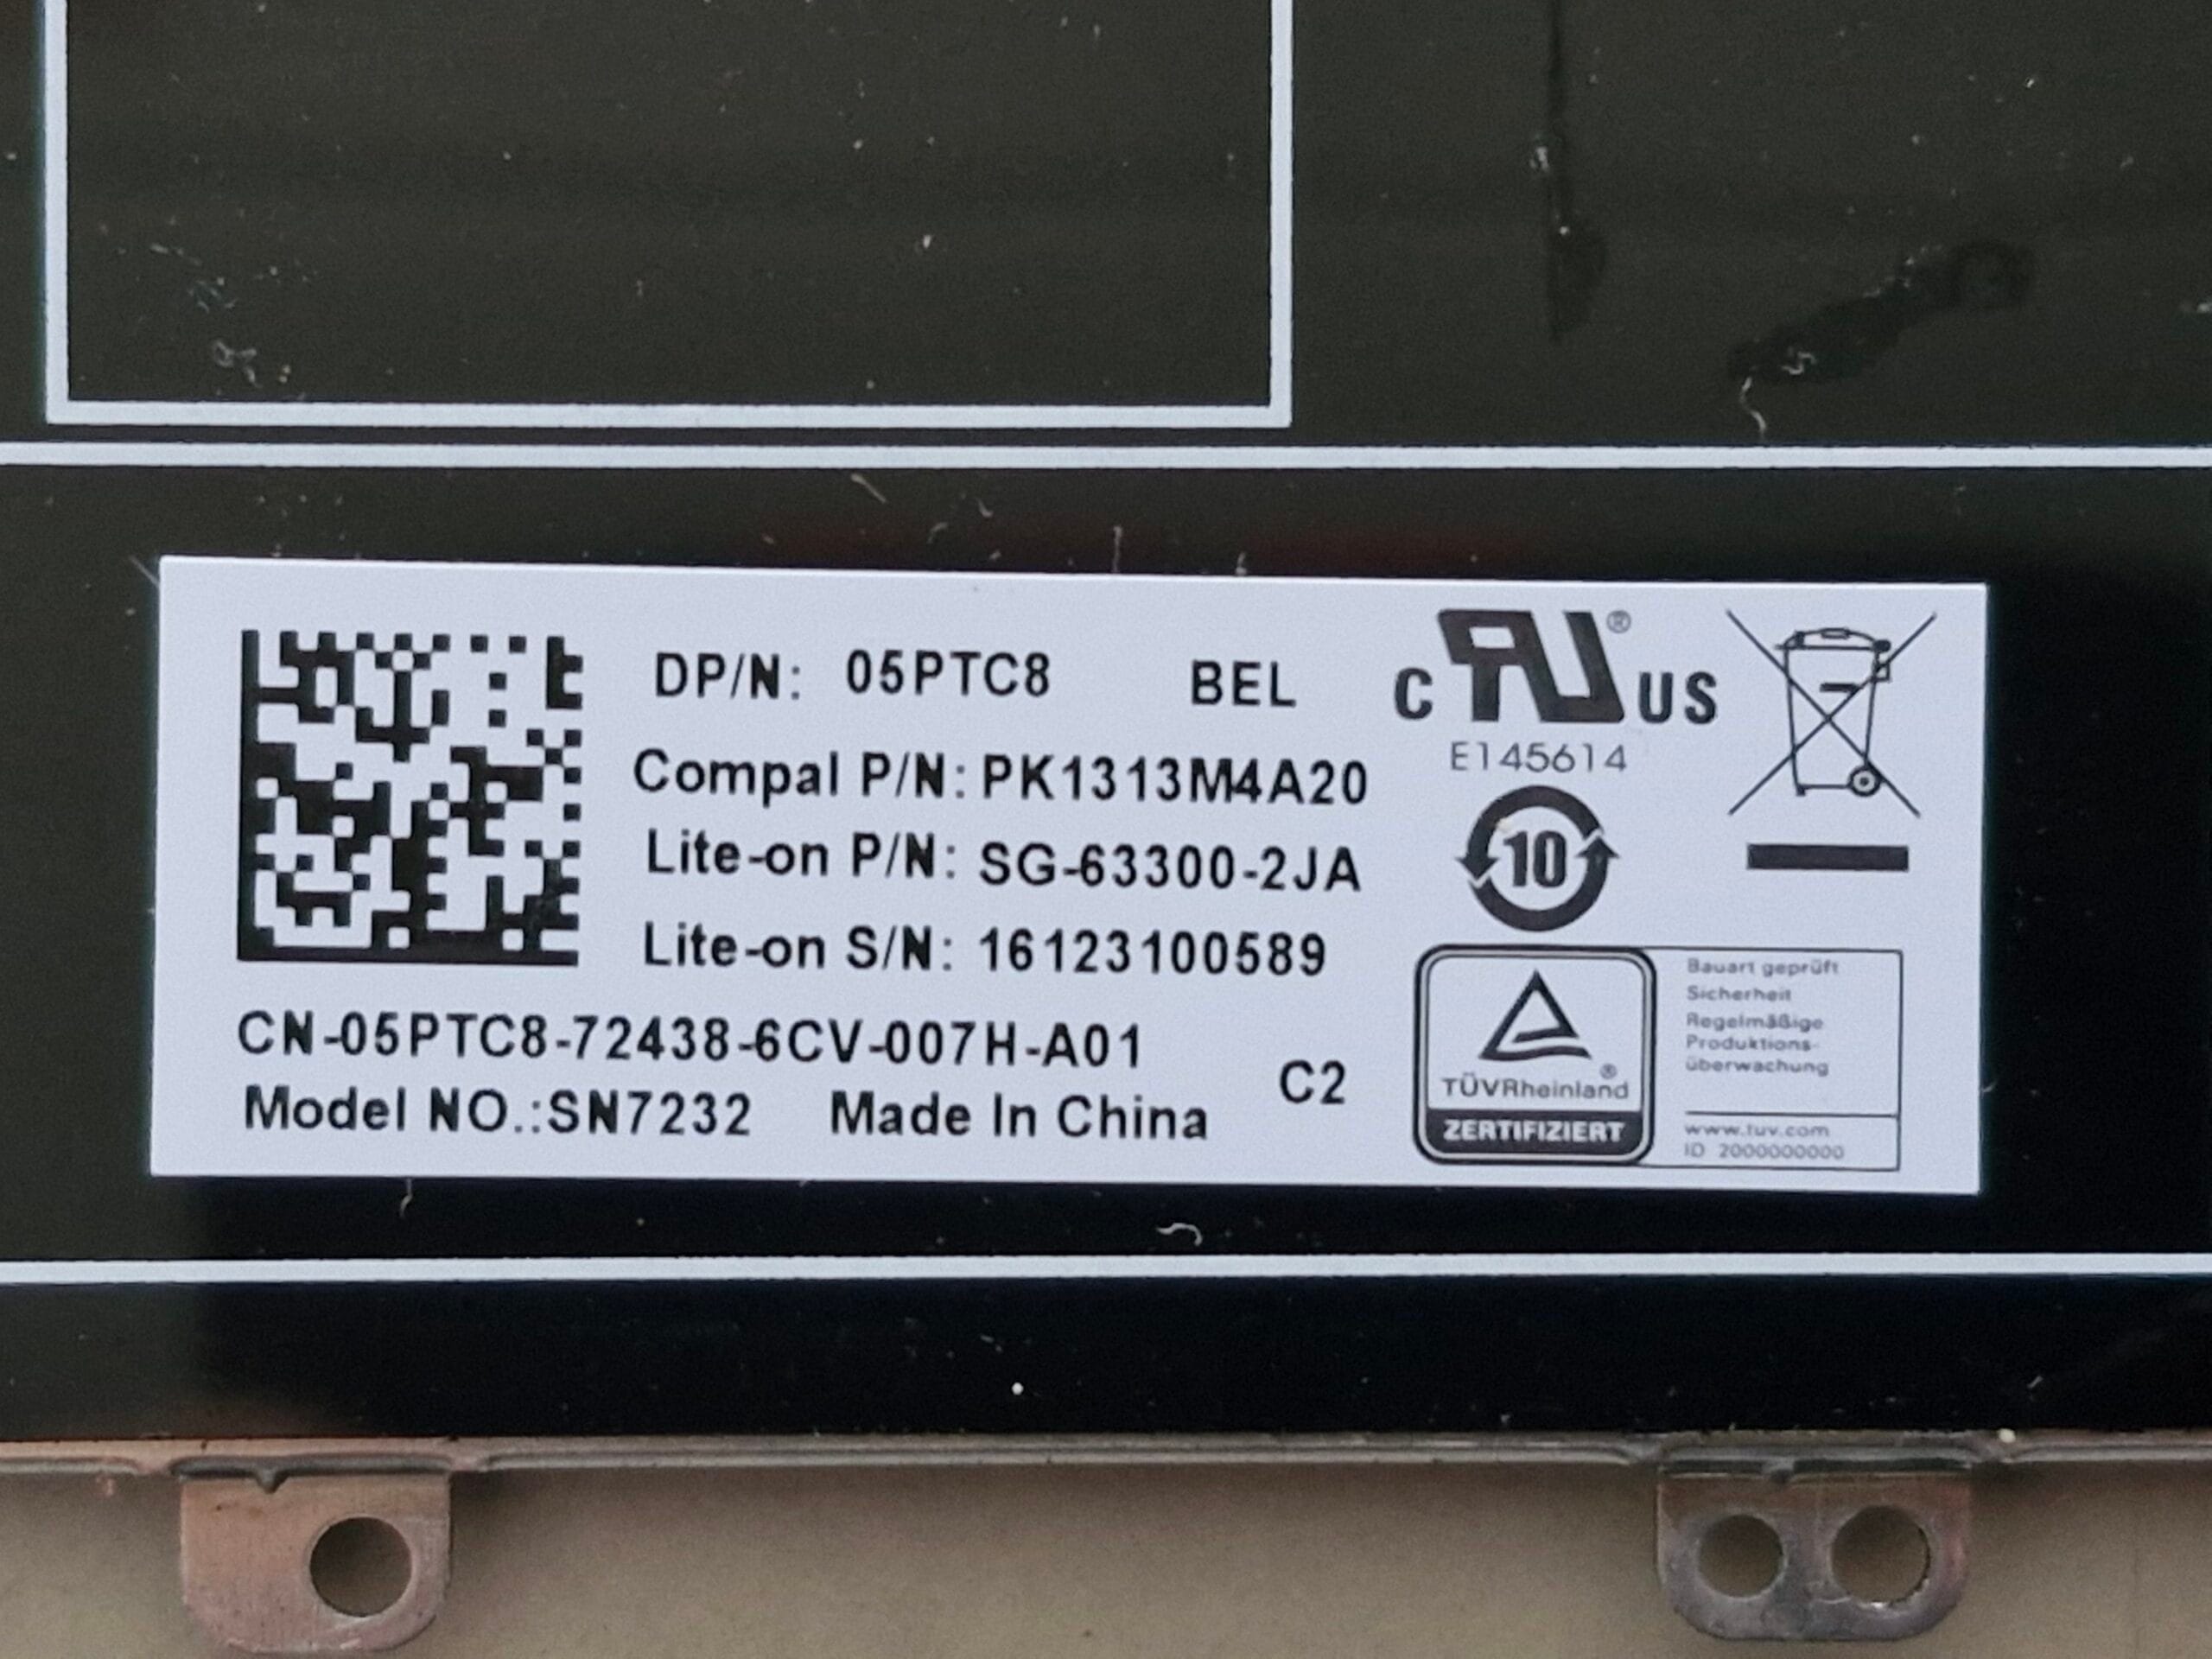 DP/N: 05PTC8 BEL
Compal P/N: PK1313M4A20
Lite-on P/N: SG-63300-2JA
Lite-on S/N: 16123100589
CN-05PTC8-72438-6CV-007H-A01
Model NO.:SN7232 Made In China C2
C RU® US
E145614
10
TÜVRheinland®
ZERTIFIZIERT
Bauart geprüft
Sicherheit
Regelmäßige
Produktions-
überwachung
www.tuv.com
ID 2000000000